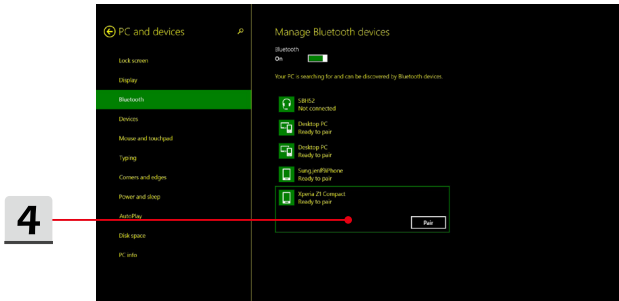 PC and devices
Lock screen
Display
Bluetooth
Devices
Mouse and touchpad
Typing
Corners and edges
Power and sleep
AutoPlay
Disk space
PC info
Manage Bluetooth devices
Bluetooth
On
Your PC is searching for and can be discovered by Bluetooth devices.
SBH52
Not connected
Desktop PC
Ready to pair
Desktop PC
Ready to pair
Ready to pair
Xperia Z1 Compact
Ready to pair
Pair
4